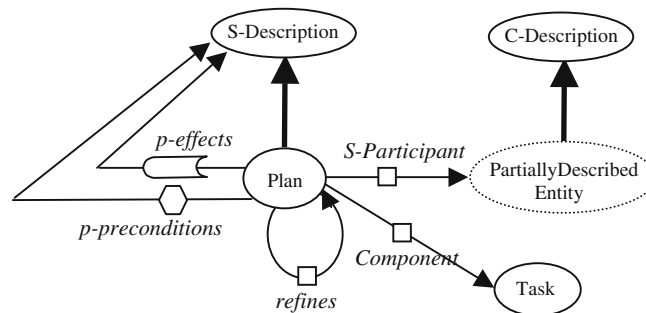 S-Description
C-Description
p-effects
S-Participant
Plan
PartiallyDescribed
Entity
p-preconditions
Component
refines
Task